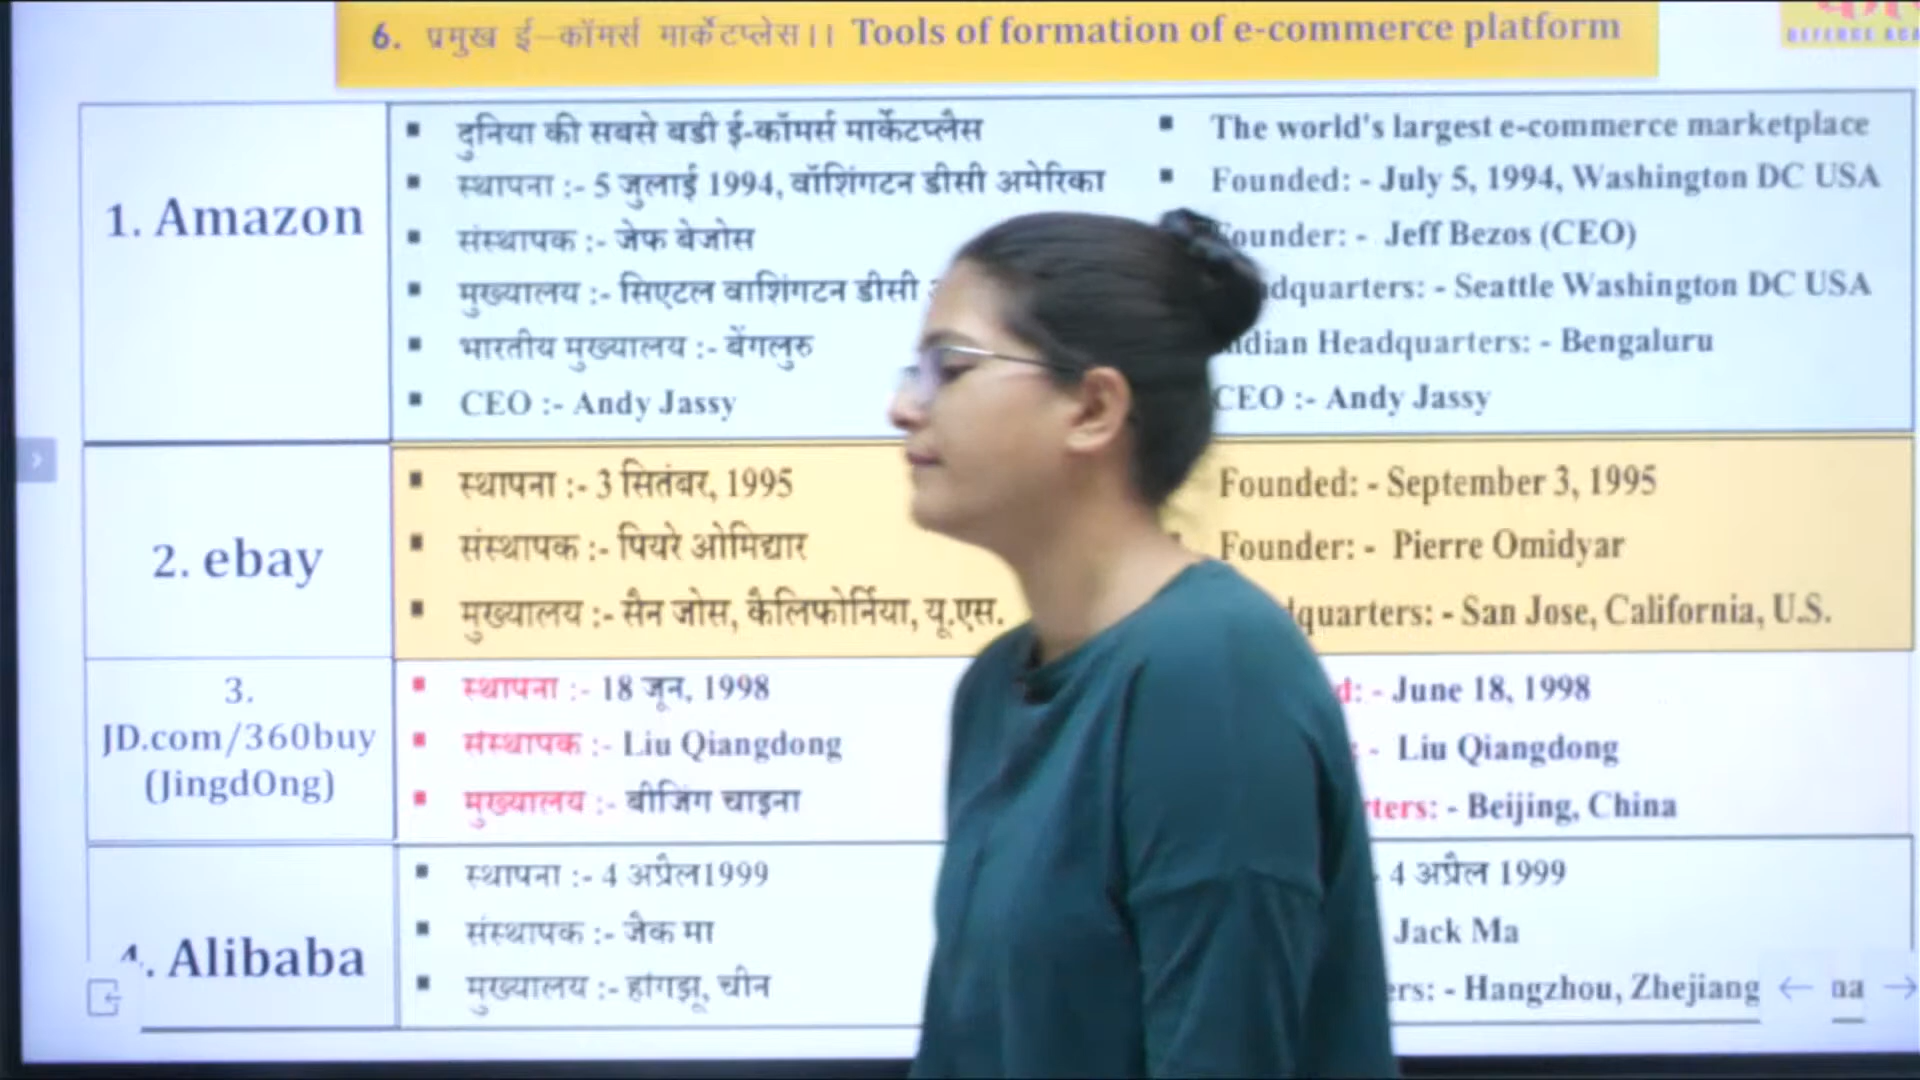 6. प्रमुख ई-कॉमर्स मार्केटप्लेस।। Tools of formation of e-commerce platform
1. Amazon
दुनिया की सबसे बडी ई-कॉमर्स मार्केटप्लैस
स्थापना :- 5 जुलाई 1994, वॉशिंगटन डीसी अमेरिका
संस्थापक :- जेफ बेजोस
मुख्यालय :- सिएटल वाशिंगटन डीसी
भारतीय मुख्यालय :- बेंगलुरु
CEO :- Andy Jassy
The world's largest e-commerce marketplace
Founded: - July 5, 1994, Washington DC USA
ounder: - Jeff Bezos (CEO)
dquarters: - Seattle Washington DC USA
dian Headquarters: - Bengaluru
CEO :- Andy Jassy
2. ebay
स्थापना :- 3 सितंबर, 1995
संस्थापक :- पियरे ओमिद्यार
मुख्यालय :- सैन जोस, कैलिफोर्निया, यू.एस.
Founded: - September 3, 1995
Founder: - Pierre Omidyar
quarters: - San Jose, California, U.S.
3.
JD.com/360buy
(JingdOng)
स्थापना :- 18 जून, 1998
संस्थापक :- Liu Qiangdong
मुख्यालय :- बीजिंग चाइना
d: - June 18, 1998
: - Liu Qiangdong
ters: - Beijing, China
4. Alibaba
स्थापना :- 4 अप्रैल1999
संस्थापक :- जैक मा
मुख्यालय :- हांगझू, चीन
- 4 अप्रैल 1999
Jack Ma
ers: - Hangzhou, Zhejiang na